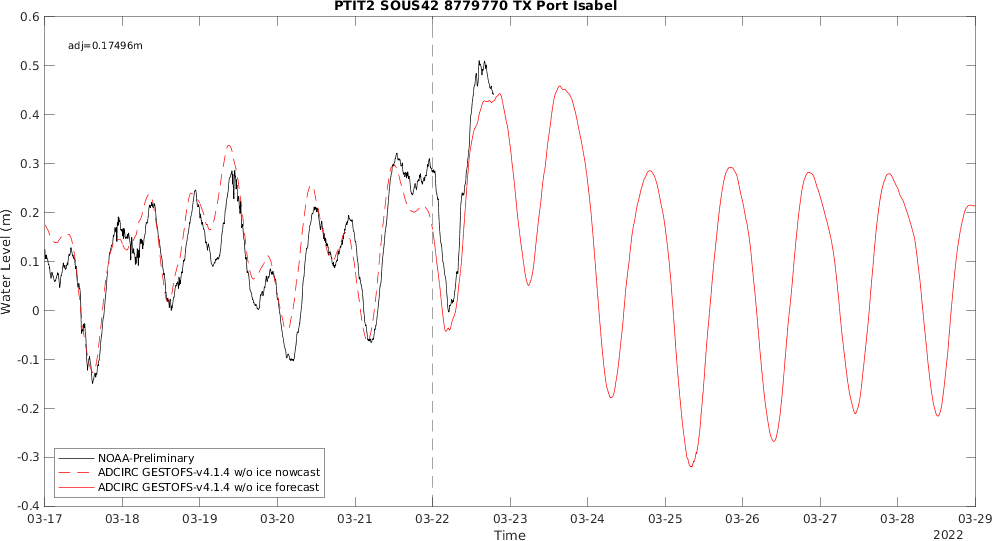 PTIT2 SOUS42 8779770 TX Port Isabel
adj=0.17496m
Water Level (m)
0.6
0.5
0.4
0.3
0.2
0.1
0
-0.1
-0.2
-0.3
-0.4
NOAA-Preliminary
ADCIRC GESTOFS-v4.1.4 w/o ice nowcast
ADCIRC GESTOFS-v4.1.4 w/o ice forecast
03-17 03-18 03-19 03-20 03-21 03-22 03-23 03-24 03-25 03-26 03-27 03-28 03-29
Time
2022